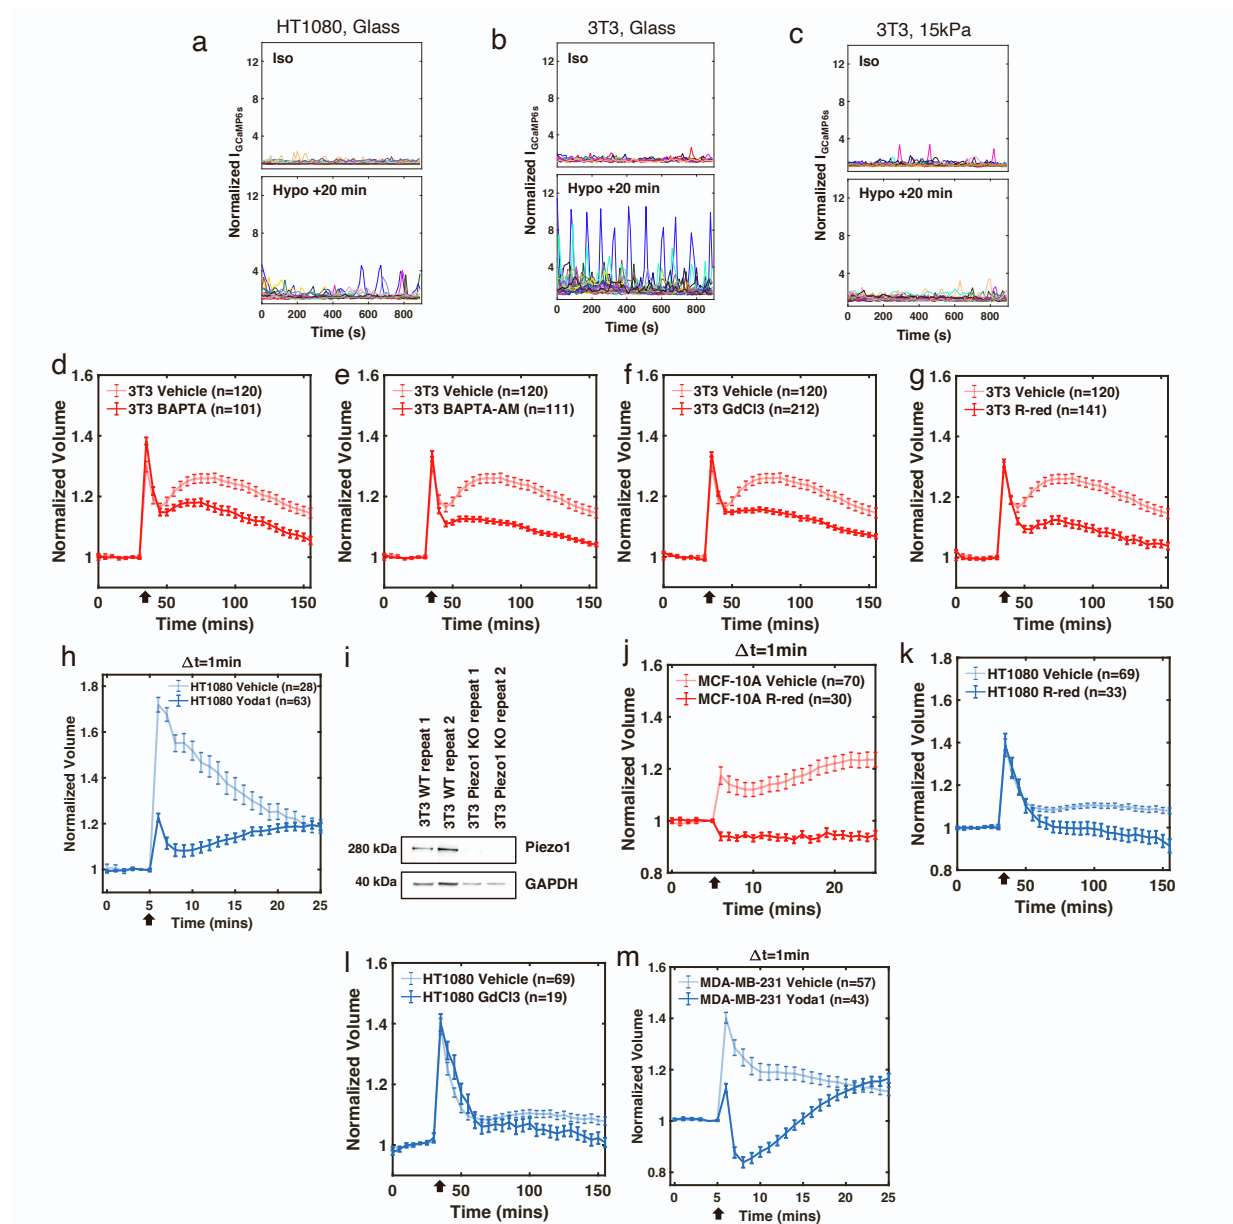 a
HT1080, Glass
Iso
12
8
4
Hypo +20 min
12
8
4
0 200 400 600 800
Time (s)
Normalized I_GCaMP6s
b
3T3, Glass
Iso
12
8
4
Hypo +20 min
12
8
4
0 200 400 600 800
Time (s)
Normalized I_GCaMP6s
c
3T3, 15kPa
Iso
12
8
4
Hypo +20 min
12
8
4
0 200 400 600 800
Time (s)
Normalized I_GCaMP6s
d
3T3 Vehicle (n=120)
3T3 BAPTA (n=101)
1.6
1.4
1.2
1
0 50 100 150
Time (mins)
Normalized Volume
e
3T3 Vehicle (n=120)
3T3 BAPTA-AM (n=111)
1.6
1.4
1.2
1
0 50 100 150
Time (mins)
Normalized Volume
f
3T3 Vehicle (n=120)
3T3 GdCl3 (n=212)
1.6
1.4
1.2
1
0 50 100 150
Time (mins)
Normalized Volume
g
3T3 Vehicle (n=120)
3T3 R-red (n=141)
1.6
1.4
1.2
1
0 50 100 150
Time (mins)
Normalized Volume
h
Δt=1min
HT1080 Vehicle (n=28)
HT1080 Yoda1 (n=63)
1.8
1.6
1.4
1.2
1
0 5 10 15 20 25
Time (mins)
Normalized Volume
i
3T3 WT repeat 1
3T3 WT repeat 2
3T3 Piezo1 KO repeat 1
3T3 Piezo1 KO repeat 2
280 kDa
Piezo1
40 kDa
GAPDH
j
Δt=1min
MCF-10A Vehicle (n=70)
MCF-10A R-red (n=30)
1.6
1.4
1.2
1
0.8
0 10 20
Time (mins)
Normalized Volume
k
HT1080 Vehicle (n=69)
HT1080 R-red (n=33)
1.8
1.6
1.4
1.2
1
0.8
0 50 100 150
Time (mins)
Normalized Volume
l
HT1080 Vehicle (n=69)
HT1080 GdCl3 (n=19)
1.6
1.4
1.2
1
0 50 100 150
Time (mins)
Normalized Volume
m
Δt=1min
MDA-MB-231 Vehicle (n=57)
MDA-MB-231 Yoda1 (n=43)
1.6
1.4
1.2
1
0.8
0 5 10 15 20 25
Time (mins)
Normalized Volume